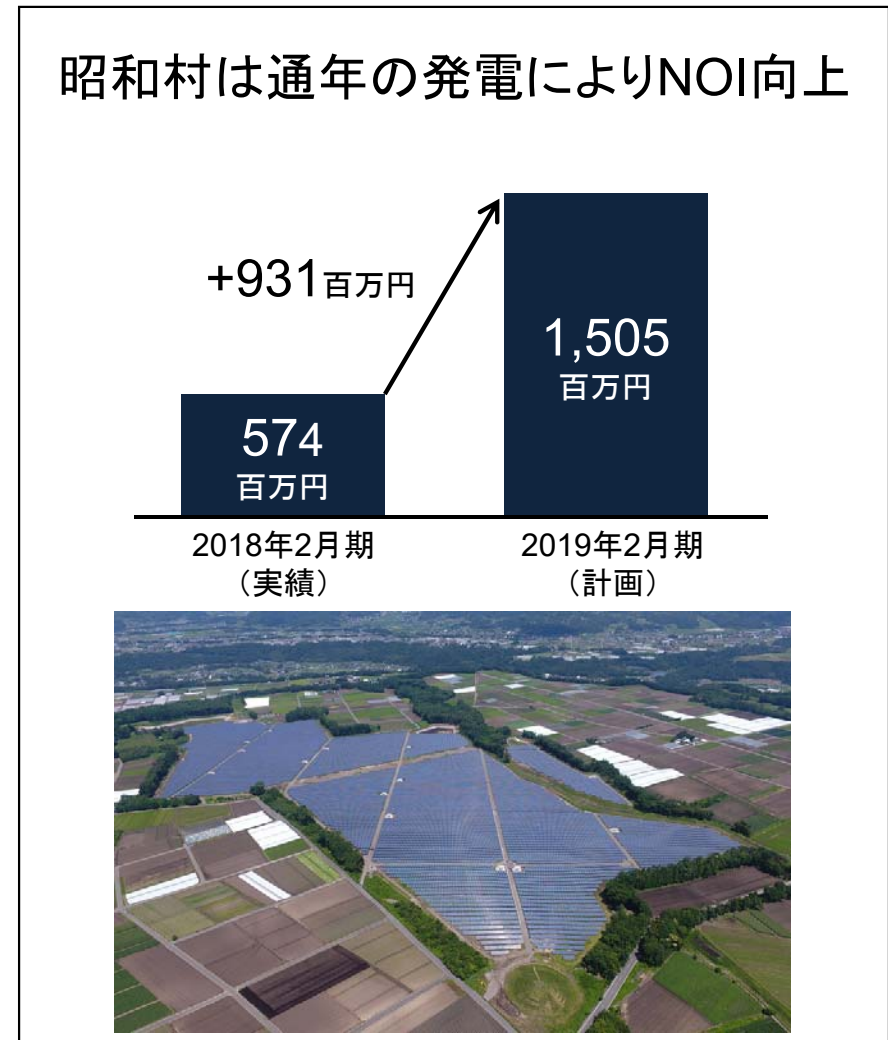 昭和村は通年の発電によりNOI向上
+931百万円
1,505
百万円
574
百万円
2018年2月期
（実績）
2019年2月期
（計画）